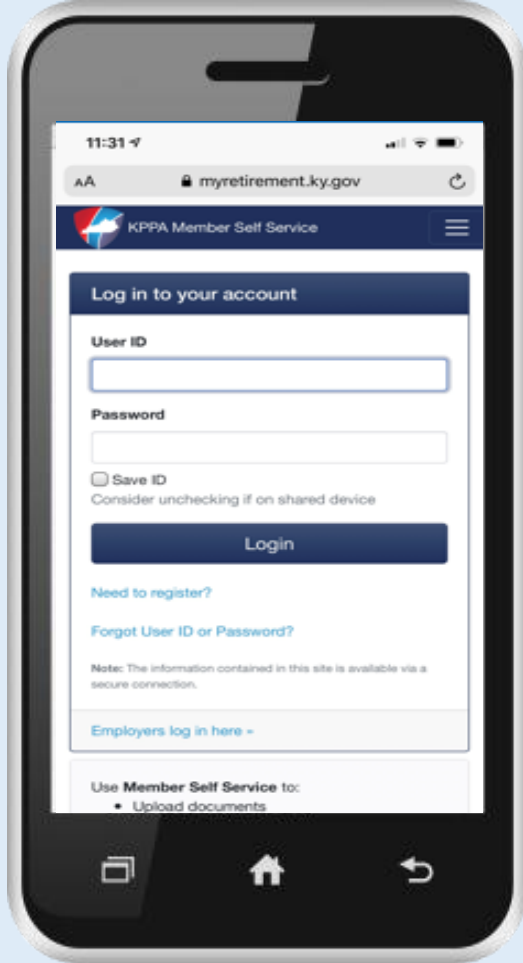 11:31
AA myretirement.ky.gov
KPPA Member Self Service
Log in to your account
User ID
Password
Save ID
Consider unchecking if on shared device
Login
Need to register?
Forgot User ID or Password?
Note: The information contained in this site is available via a
secure connection.
Employers log in here »
Use Member Self Service to:
• Upload documents